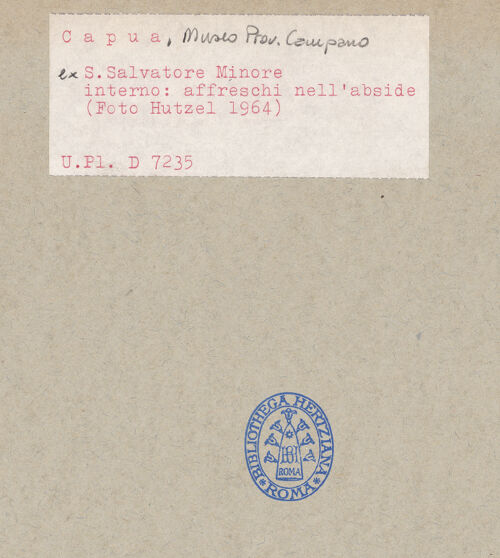 Capua, Museo Prov. Campano
ex S.Salvatore Minore
interno: affreschi nell'abside
(Foto Hutzel 1964)
U.Pl. D 7235
BIBLIOTHECA HERTZIANA
ROMA
* ROMA *